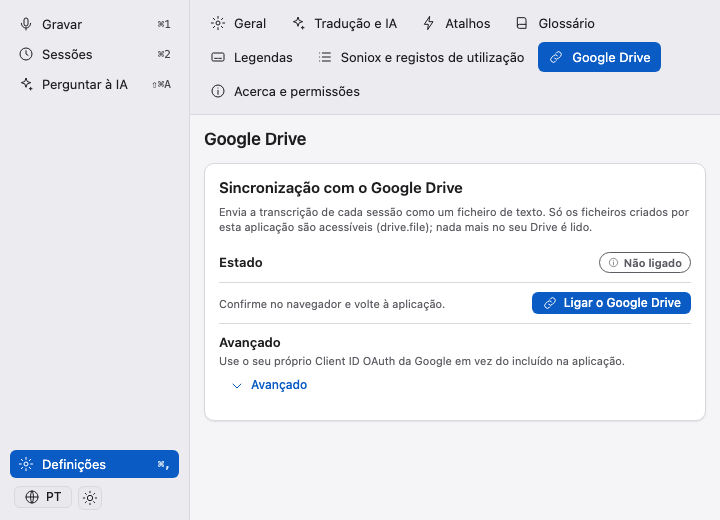 Gravar ⌘1
Sessões ⌘2
Perguntar à IA ⇧⌘A
Geral
Tradução e IA
Atalhos
Glossário
Legendas
Soniox e registos de utilização
Google Drive
Acerca e permissões
Google Drive
Sincronização com o Google Drive
Envia a transcrição de cada sessão como um ficheiro de texto. Só os ficheiros criados por
esta aplicação são acessíveis (drive.file); nada mais no seu Drive é lido.
Estado
Não ligado
Confirme no navegador e volte à aplicação.
Ligar o Google Drive
Avançado
Use o seu próprio Client ID OAuth da Google em vez do incluído na aplicação.
Avançado
Definições ⌘,
PT